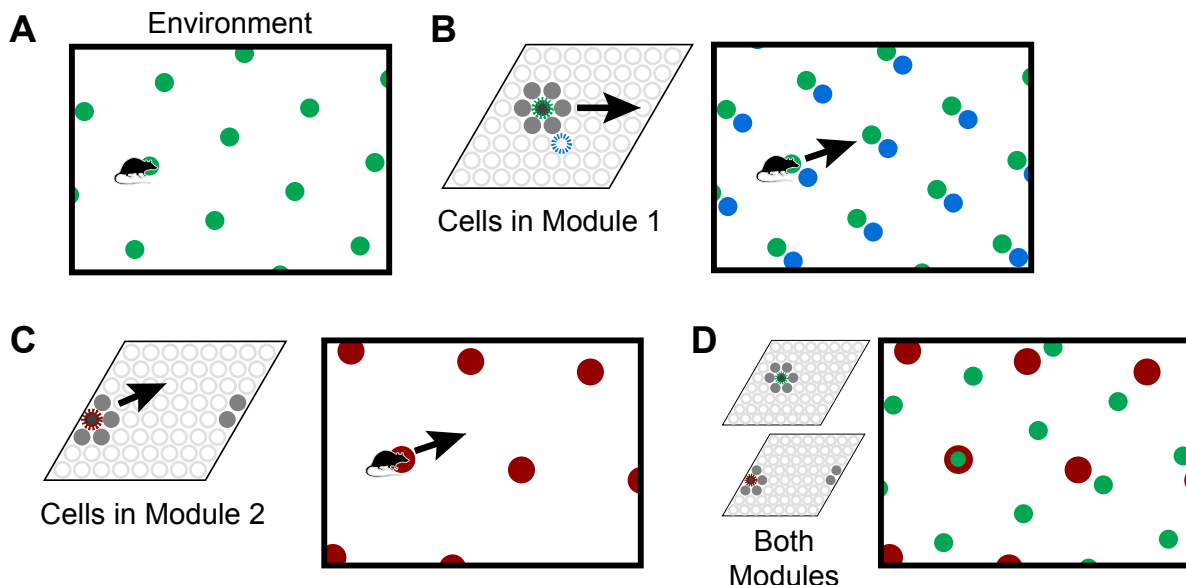 A
Environment
B
Cells in Module 1
C
Cells in Module 2
D
Both
Modules